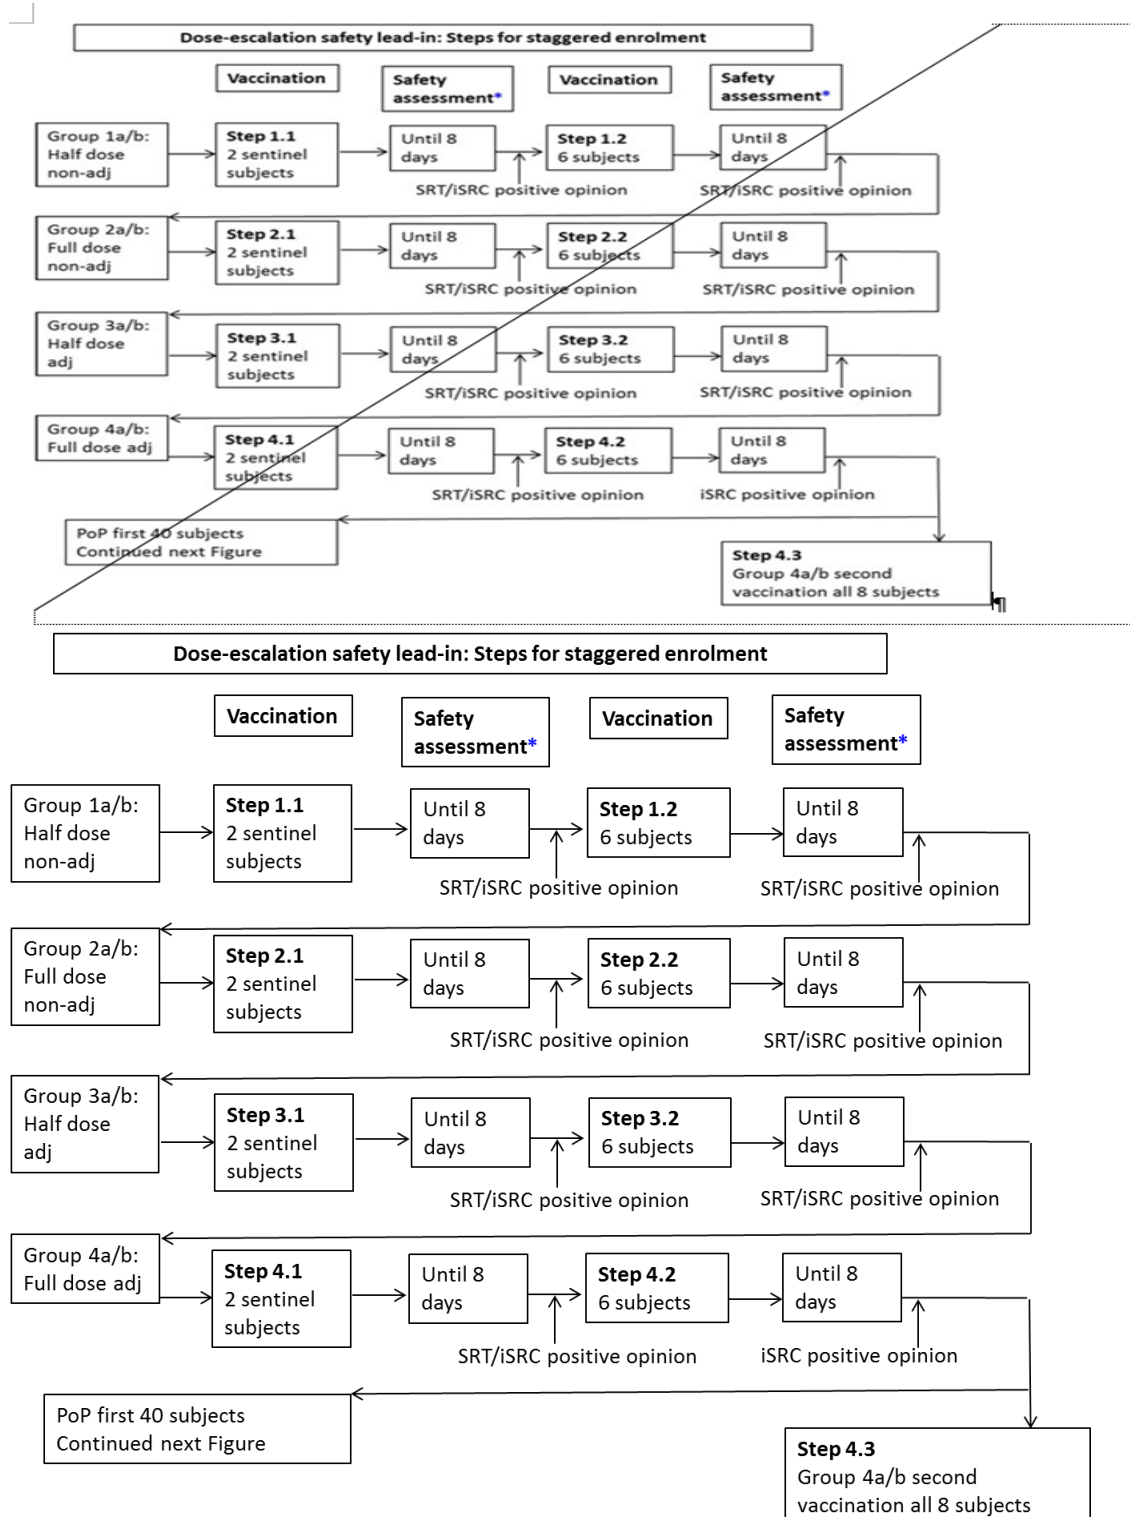 Dose-escalation safety lead-in: Steps for staggered enrolment
Vaccination
Safety
assessment*
Vaccination
Safety
assessment*
Group 1a/b:
Half dose
non-adj
Step 1.1
2 sentinel
subjects
Until 8
days
Step 1.2
6 subjects
Until 8
days
SRT/iSRC positive opinion
SRT/iSRC positive opinion
Group 2a/b:
Full dose
non-adj
Step 2.1
2 sentinel
subjects
Until 8
days
Step 2.2
6 subjects
Until 8
days
SRT/iSRC positive opinion
SRT/iSRC positive opinion
Group 3a/b:
Half dose
adj
Step 3.1
2 sentinel
subjects
Until 8
days
Step 3.2
6 subjects
Until 8
days
SRT/iSRC positive opinion
SRT/iSRC positive opinion
Group 4a/b:
Full dose adj
Step 4.1
2 sentinel
subjects
Until 8
days
Step 4.2
6 subjects
Until 8
days
SRT/iSRC positive opinion
iSRC positive opinion
PoP first 40 subjects
Continued next Figure
Step 4.3
Group 4a/b second
vaccination all 8 subjects
¶
Dose-escalation safety lead-in: Steps for staggered enrolment
Vaccination
Safety
assessment*
Vaccination
Safety
assessment*
Group 1a/b:
Half dose
non-adj
Step 1.1
2 sentinel
subjects
Until 8
days
Step 1.2
6 subjects
Until 8
days
SRT/iSRC positive opinion
SRT/iSRC positive opinion
Group 2a/b:
Full dose
non-adj
Step 2.1
2 sentinel
subjects
Until 8
days
Step 2.2
6 subjects
Until 8
days
SRT/iSRC positive opinion
SRT/iSRC positive opinion
Group 3a/b:
Half dose
adj
Step 3.1
2 sentinel
subjects
Until 8
days
Step 3.2
6 subjects
Until 8
days
SRT/iSRC positive opinion
SRT/iSRC positive opinion
Group 4a/b:
Full dose adj
Step 4.1
2 sentinel
subjects
Until 8
days
Step 4.2
6 subjects
Until 8
days
SRT/iSRC positive opinion
iSRC positive opinion
PoP first 40 subjects
Continued next Figure
Step 4.3
Group 4a/b second
vaccination all 8 subjects